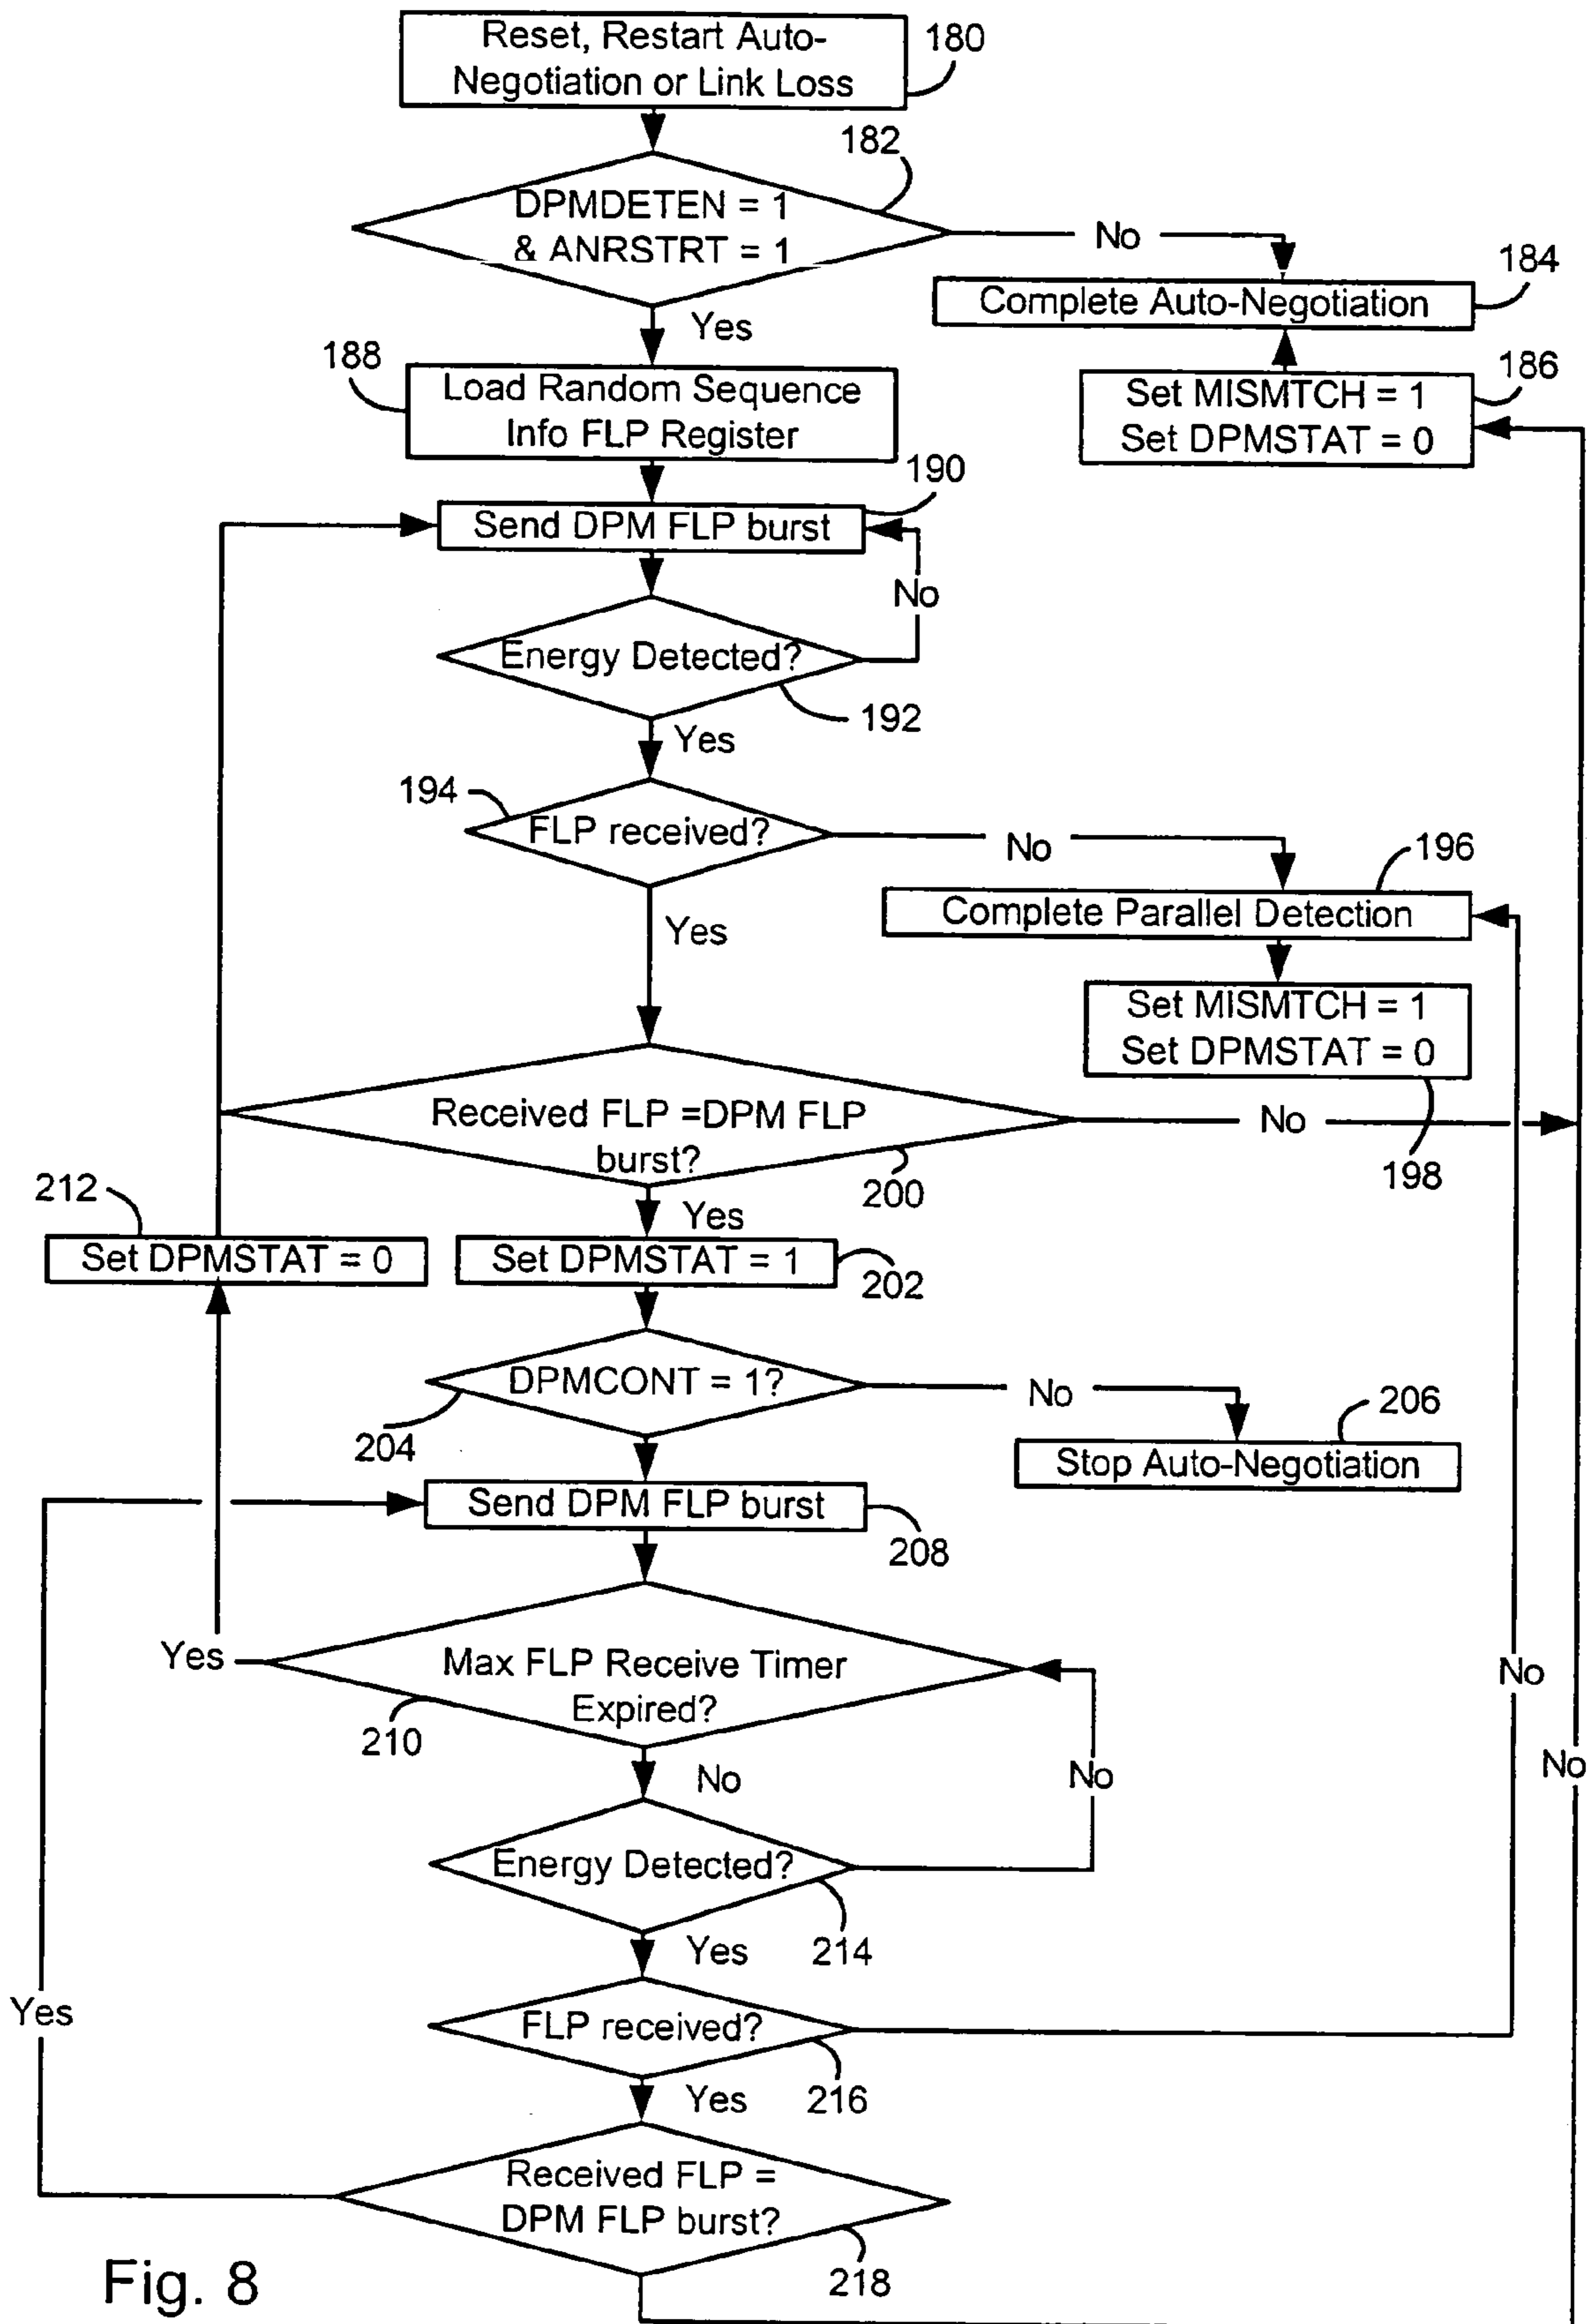 Reset, Restart Auto-
Negotiation or Link Loss
180
182
DPMDETEN = 1
& ANRSTRT = 1
No
184
Complete Auto-Negotiation
Yes
188
Load Random Sequence
Info FLP Register
186
Set MISMTCH = 1
Set DPMSTAT = 0
190
Send DPM FLP burst
No
Energy Detected?
192
Yes
194
FLP received?
No
196
Complete Parallel Detection
Yes
Set MISMTCH = 1
Set DPMSTAT = 0
198
Received FLP =DPM FLP
burst?
No
200
212
Yes
Set DPMSTAT = 0
Set DPMSTAT = 1
202
DPMCONT = 1?
No
204
206
Stop Auto-Negotiation
Send DPM FLP burst
208
Yes
Max FLP Receive Timer
Expired?
210
No
No
No
No
Energy Detected?
214
Yes
Yes
FLP received?
216
Yes
Received FLP =
DPM FLP burst?
218
Fig. 8